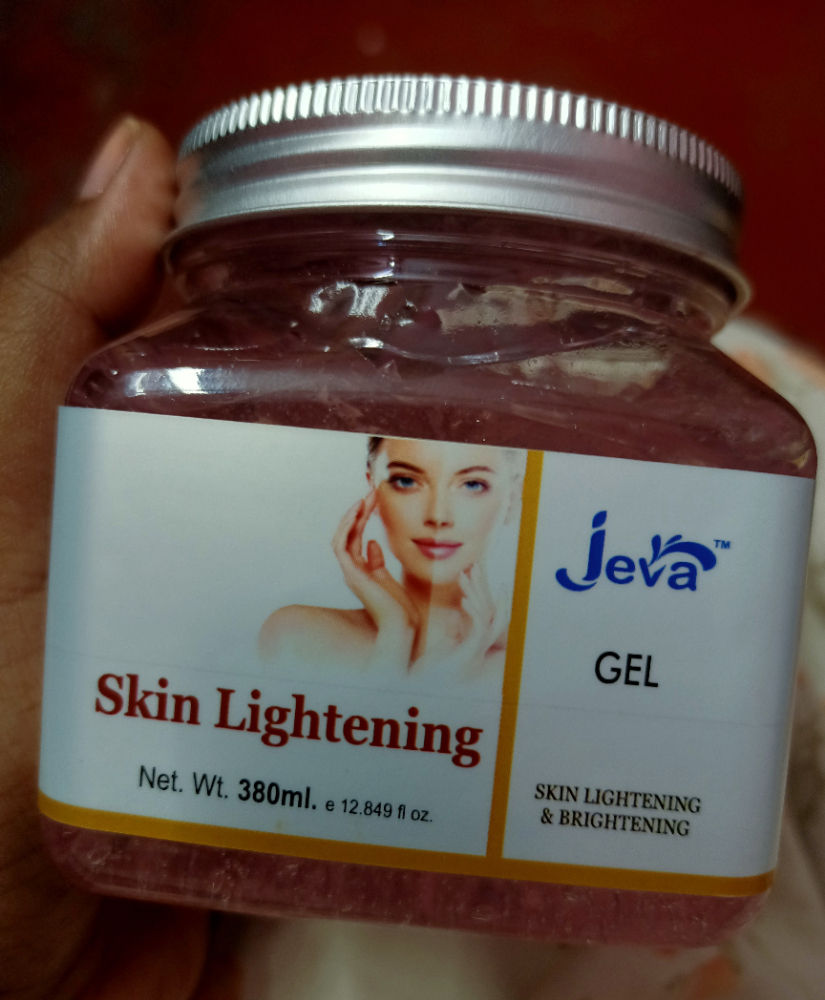 Jeva™
GEL
Skin Lightening
Net. Wt. 380ml. e 12.849 fl oz.
SKIN LIGHTENING
& BRIGHTENING